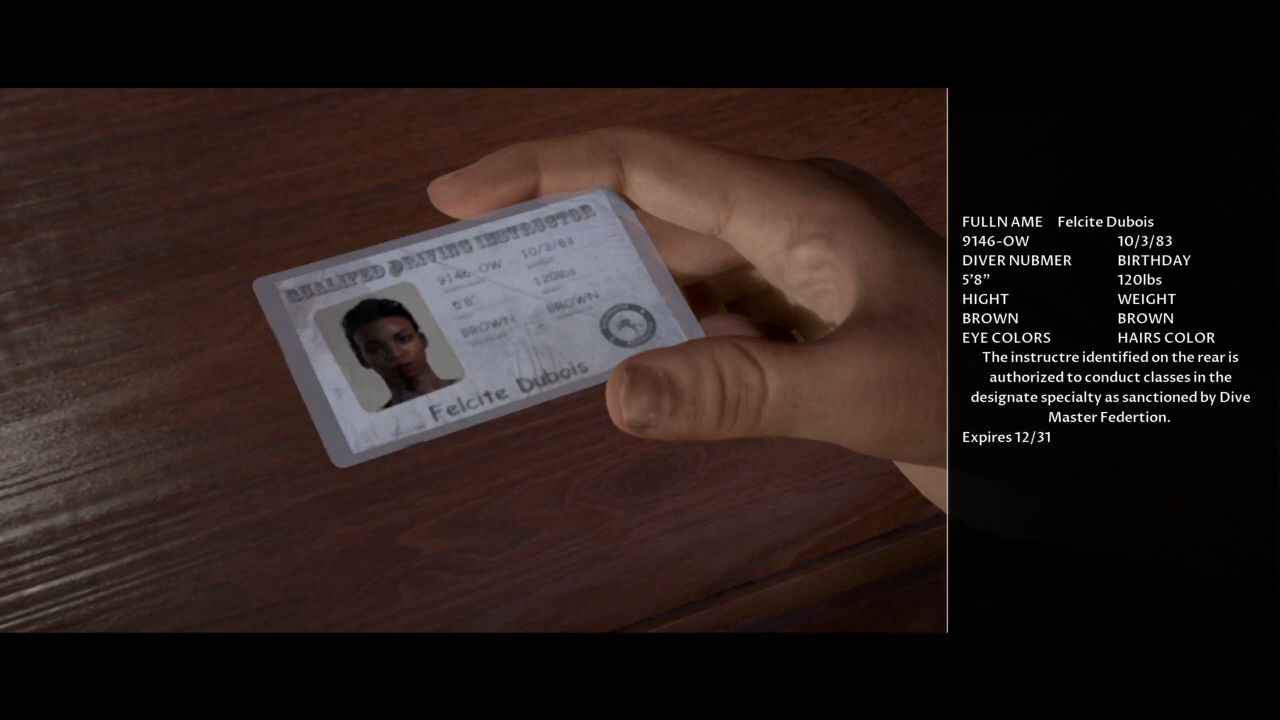 QUALIFED DRIVING INSTRUCTOR
9146-OW 10/3/83
5'8" 120lbs
BROWN BROWN
Felcite Dubois
FULLN AME Felcite Dubois
9146-OW 10/3/83
DIVER NUBMER BIRTHDAY
5’8” 120lbs
HIGHT WEIGHT
BROWN BROWN
EYE COLORS HAIRS COLOR
The instructre identified on the rear is
authorized to conduct classes in the
designate specialty as sanctioned by Dive
Master Federtion.
Expires 12/31